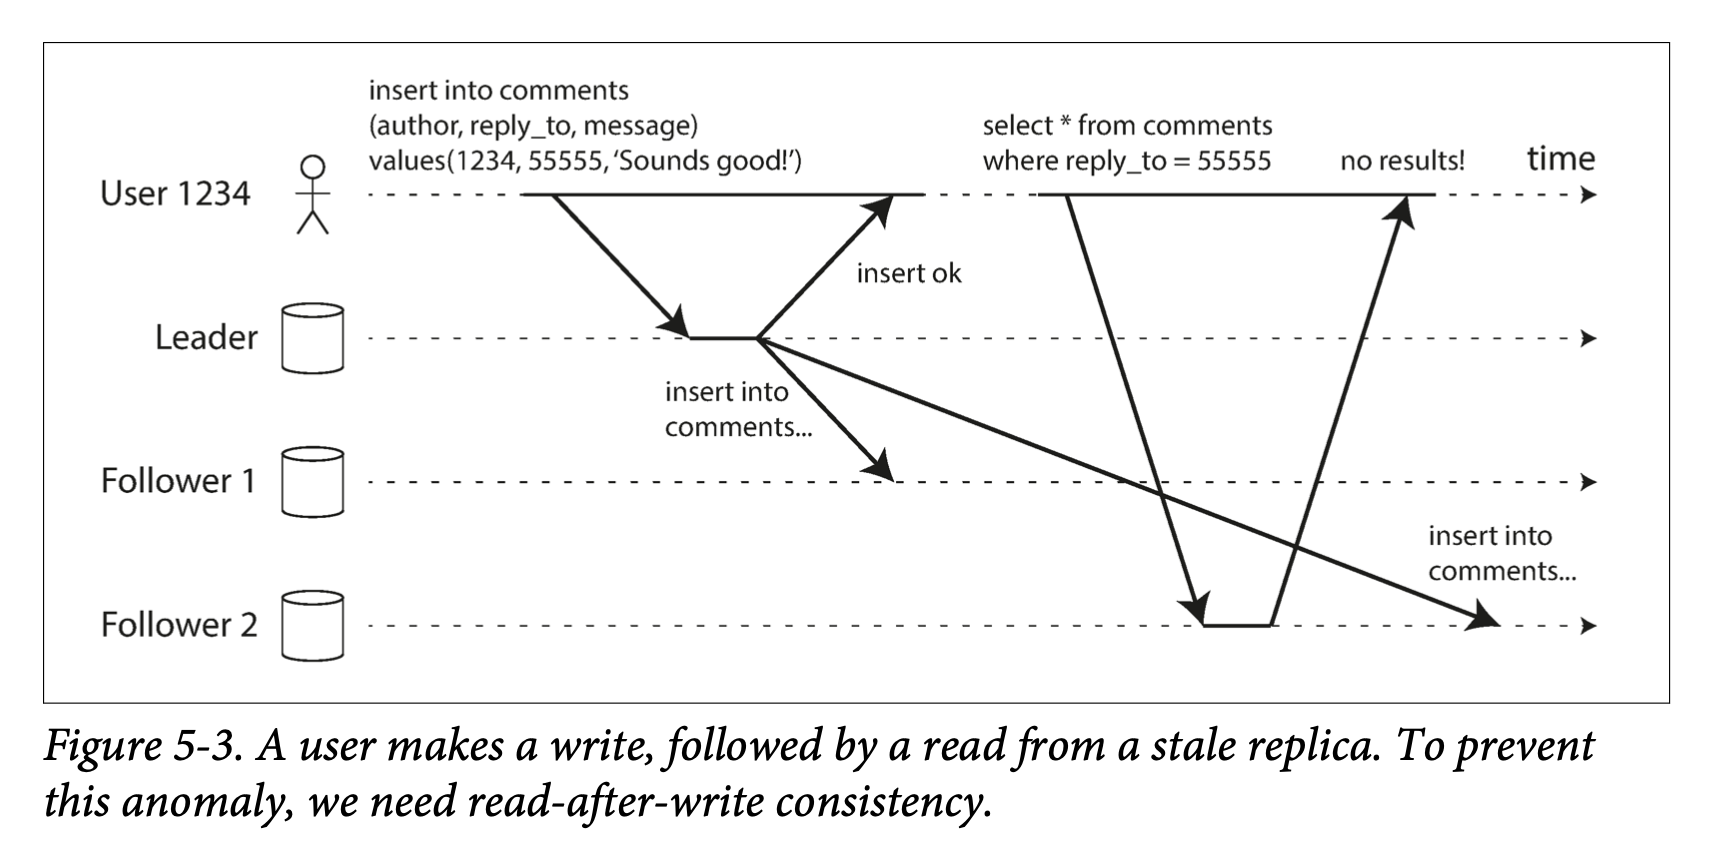 insert into comments
(author, reply_to, message)
values(1234, 55555, ‘Sounds good!’)
select * from comments
where reply_to = 55555
no results!
time
User 1234
insert ok
Leader
insert into
comments...
Follower 1
insert into
comments...
Follower 2
Figure 5-3. A user makes a write, followed by a read from a stale replica. To prevent
this anomaly, we need read-after-write consistency.